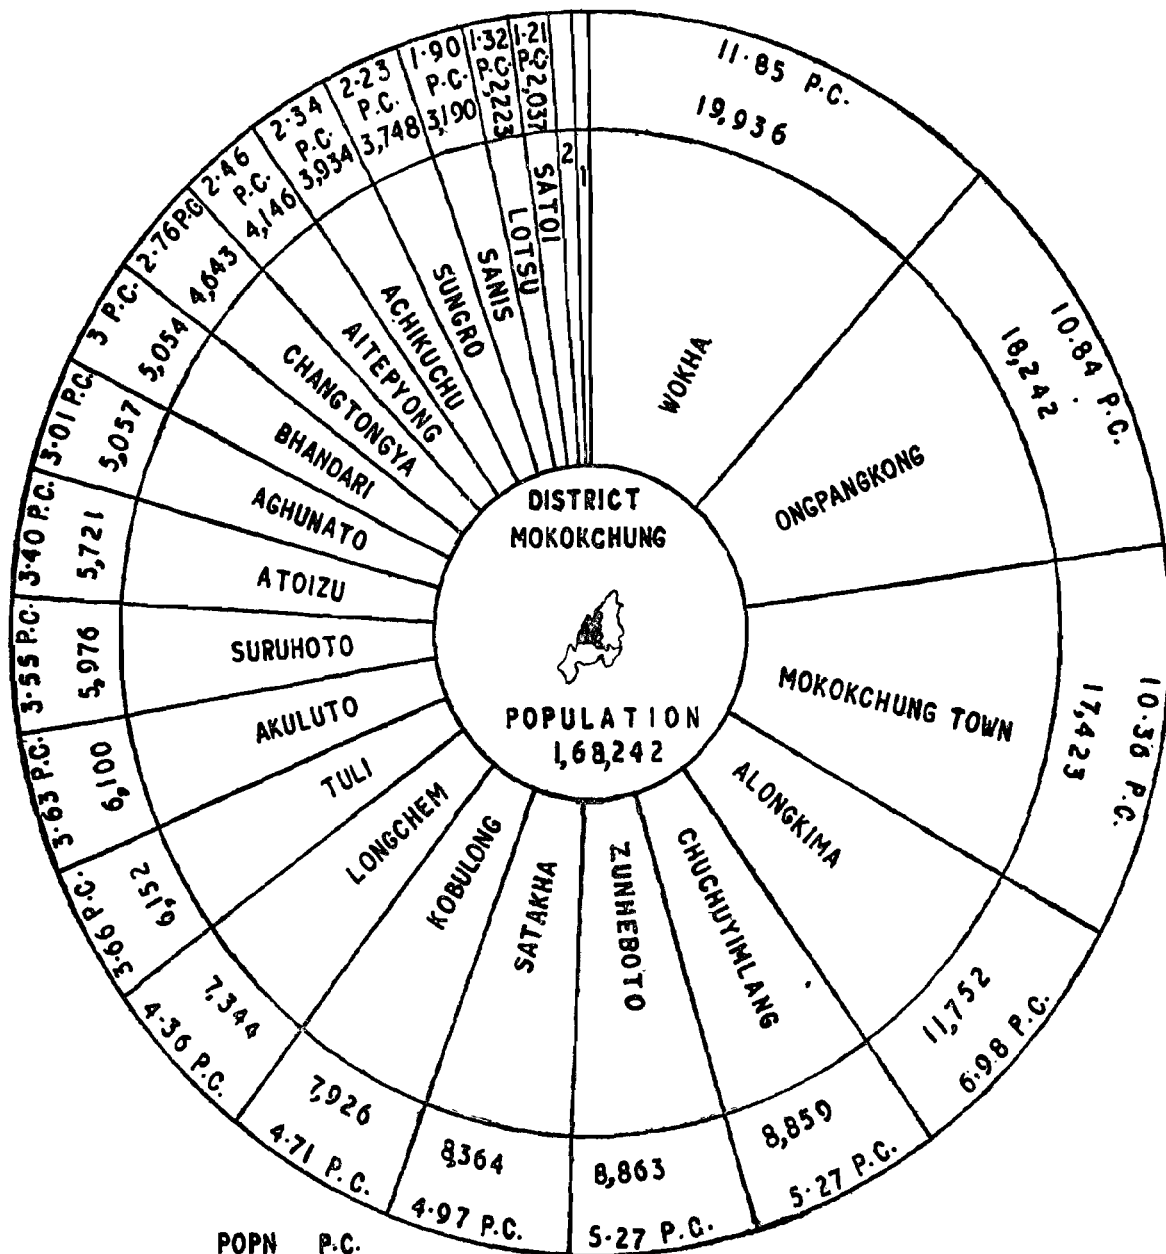 DISTRICT
MOKOKCHUNG
POPULATION
1,68,242
WOKHA
19,936
11·85 P.C.
ONGPANGKONG
18,242
10.84 P.C.
MOKOKCHUNG TOWN
17,423
10.36 P.C.
ALONGKIMA
11,752
6·98 P.C.
CHUCHUYIMLANG
8,859
5·27 P.C.
ZUNHEBOTO
8,863
5·27 P.C.
SATAKHA
8,364
4·97 P.C.
KOBULONG
7,926
4·71 P.C.
LONGCHEM
7,344
4·36 P.C.
TULI
6,152
3·66 P.C.
AKULUTO
6,100
3·63 P.C.
SURUHOTO
5,976
3·55 P.C.
ATOIZU
5,721
3·40 P.C.
AGHUNATO
5,057
3·01 P.C.
BHANDARI
5,054
3 P.C.
CHANGTONGYA
4,643
2·76 P.C
AITEPYONG
4,146
2·46 P.C.
ACHIKUCHU
3,934
2·34 P.C.
SUNGRO
3,748
2·23 P.C.
SANIS
3,190
1·90 P.C.
LOTSU
2,223
1·32 P.C.
SATOI
2,037
1·21 P.C.
2
1
POPN P.C.